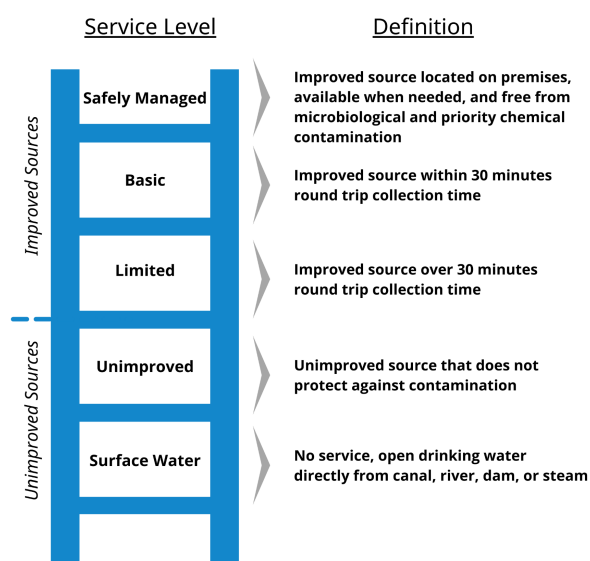 Service Level
Definition
Improved Sources
Safely Managed
Improved source located on premises,
available when needed, and free from
microbiological and priority chemical
contamination
Basic
Improved source within 30 minutes
round trip collection time
Limited
Improved source over 30 minutes
round trip collection time
Unimproved Sources
Unimproved
Unimproved source that does not
protect against contamination
Surface Water
No service, open drinking water
directly from canal, river, dam, or steam